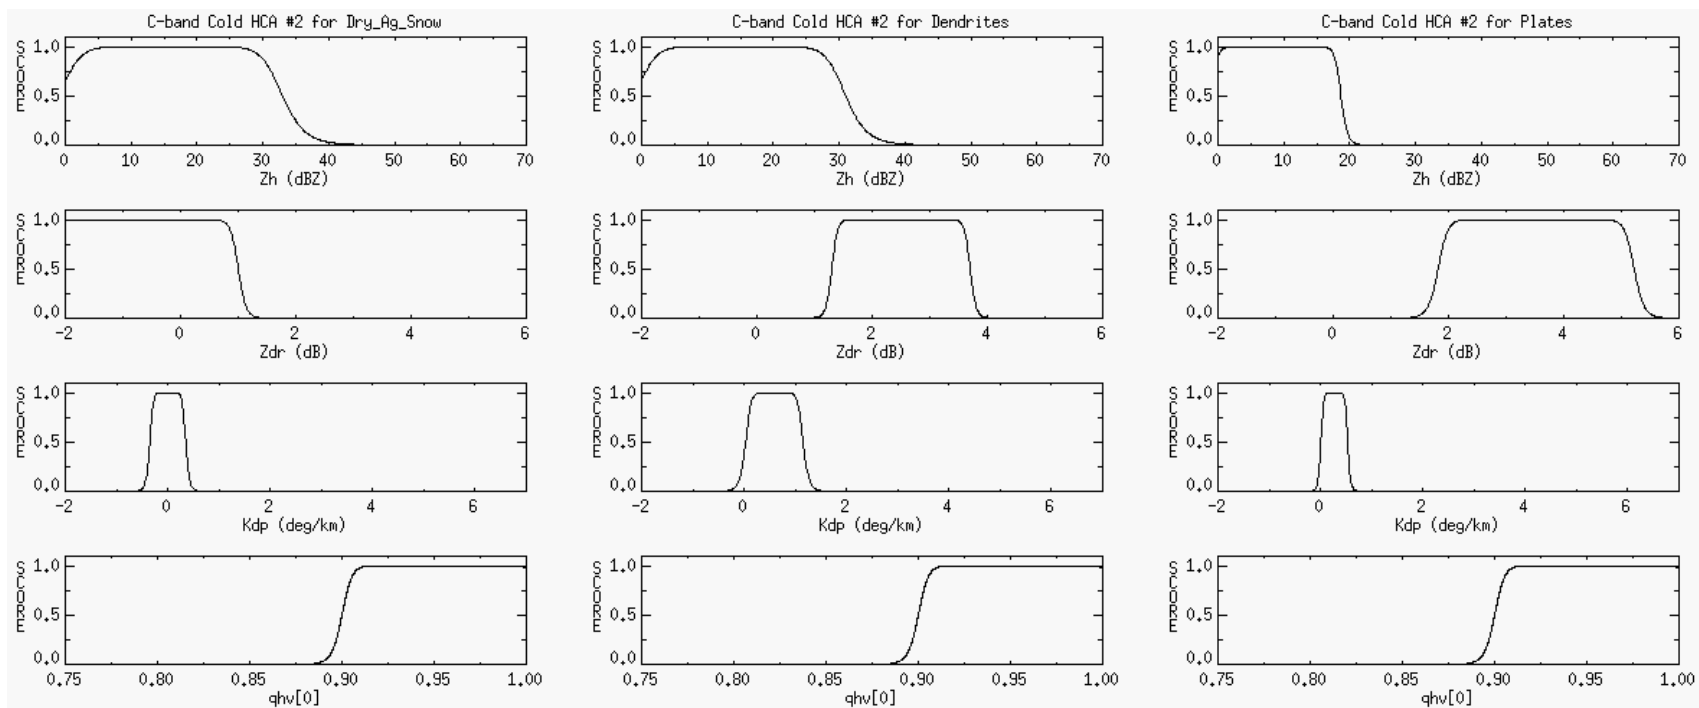 C-band Cold HCA #2 for Dry_Ag_Snow
SCORE
1.0
0.5
0.0
0 10 20 30 40 50 60 70
Zh (dBZ)
SCORE
1.0
0.5
0.0
-2 0 2 4 6
Zdr (dB)
SCORE
1.0
0.5
0.0
-2 0 2 4 6
Kdp (deg/km)
SCORE
1.0
0.5
0.0
0.75 0.80 0.85 0.90 0.95 1.00
qhv[0]
C-band Cold HCA #2 for Dendrites
SCORE
1.0
0.5
0.0
0 10 20 30 40 50 60 70
Zh (dBZ)
SCORE
1.0
0.5
0.0
-2 0 2 4 6
Zdr (dB)
SCORE
1.0
0.5
0.0
-2 0 2 4 6
Kdp (deg/km)
SCORE
1.0
0.5
0.0
0.75 0.80 0.85 0.90 0.95 1.00
qhv[0]
C-band Cold HCA #2 for Plates
SCORE
1.0
0.5
0.0
0 10 20 30 40 50 60 70
Zh (dBZ)
SCORE
1.0
0.5
0.0
-2 0 2 4 6
Zdr (dB)
SCORE
1.0
0.5
0.0
-2 0 2 4 6
Kdp (deg/km)
SCORE
1.0
0.5
0.0
0.75 0.80 0.85 0.90 0.95 1.00
qhv[0]